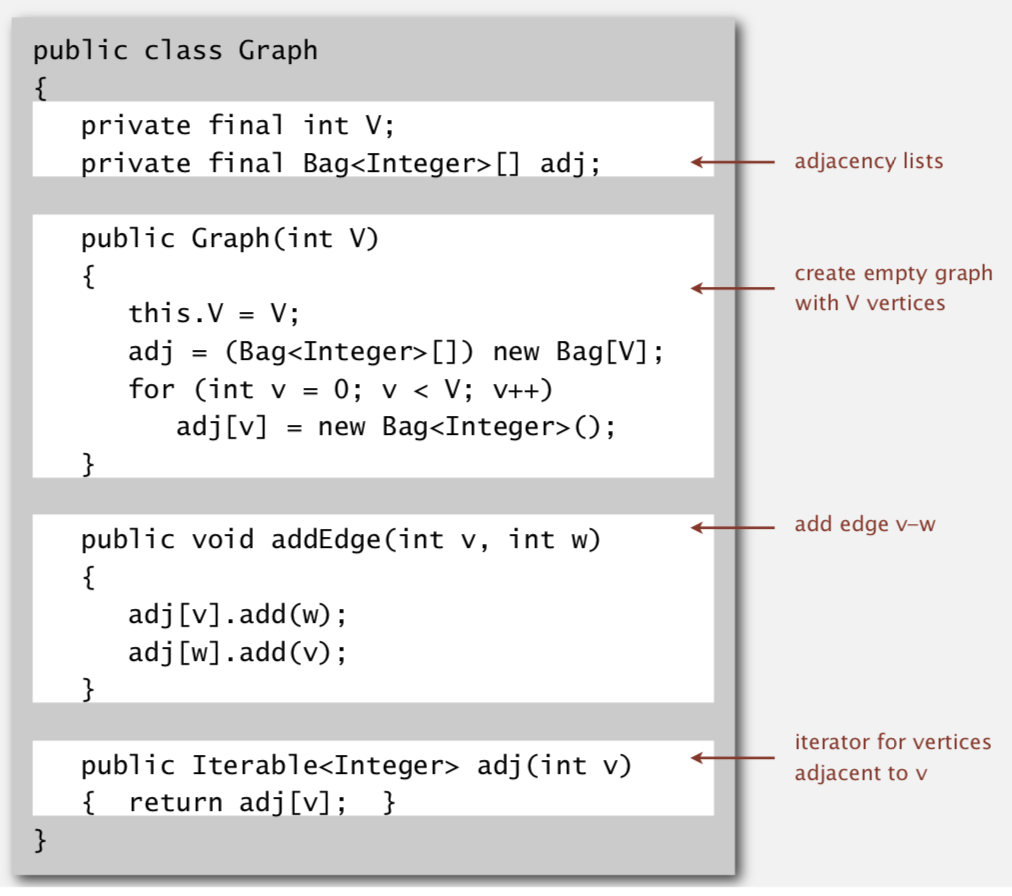 public class Graph
{
   private final int V;
   private final Bag<Integer>[] adj;
adjacency lists
   public Graph(int V)
   {
      this.V = V;
      adj = (Bag<Integer>[]) new Bag[V];
      for (int v = 0; v < V; v++)
         adj[v] = new Bag<Integer>();
   }
create empty graph
with V vertices
   public void addEdge(int v, int w)
   {
      adj[v].add(w);
      adj[w].add(v);
   }
add edge v–w
   public Iterable<Integer> adj(int v)
   {  return adj[v];  }
iterator for vertices
adjacent to v
}